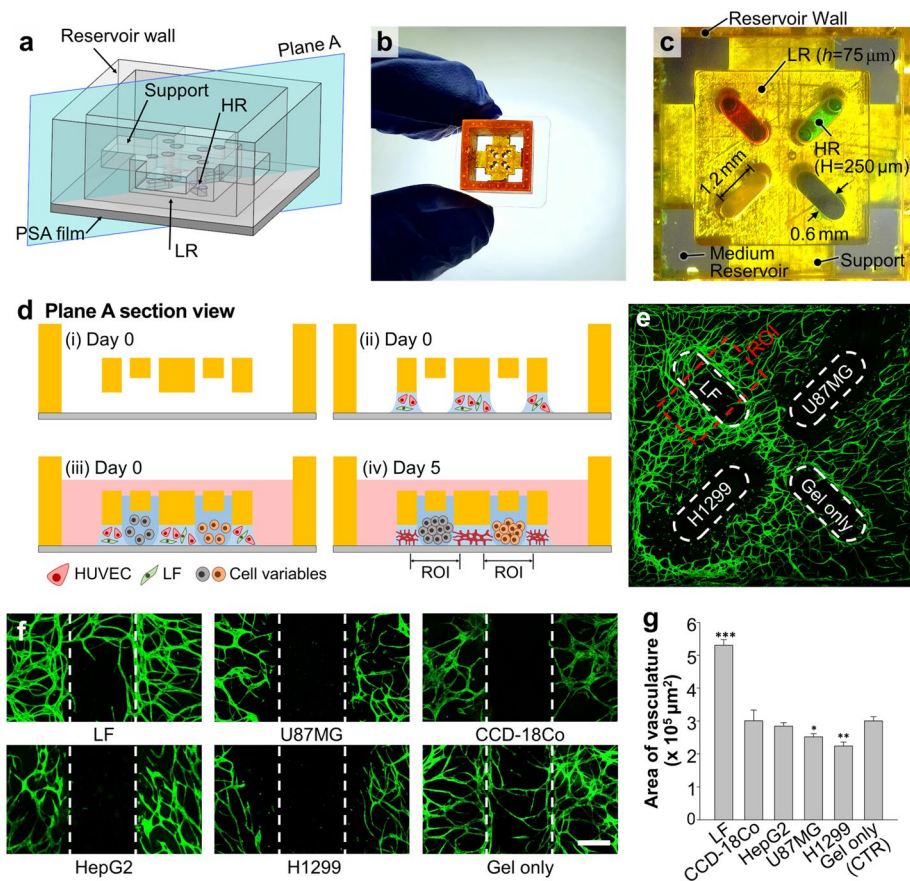 a
Reservoir wall
Plane A
Support
HR
PSA film
LR
b
c
Reservoir Wall
LR (h=75 μm)
HR
(H=250 μm)
1.2 mm
0.6 mm
Medium
Reservoir
Support
d Plane A section view
(i) Day 0
(ii) Day 0
(iii) Day 0
(iv) Day 5
ROI
ROI
HUVEC
LF
Cell variables
e
ROI
LF
U87MG
H1299
Gel only
f
LF
U87MG
CCD-18Co
HepG2
H1299
Gel only
g
Area of vasculature
(x 10⁵ μm²)
6
5
4
3
2
1
0
***
*
**
LF
CCD-18Co
HepG2
U87MG
H1299
Gel only
(CTR)